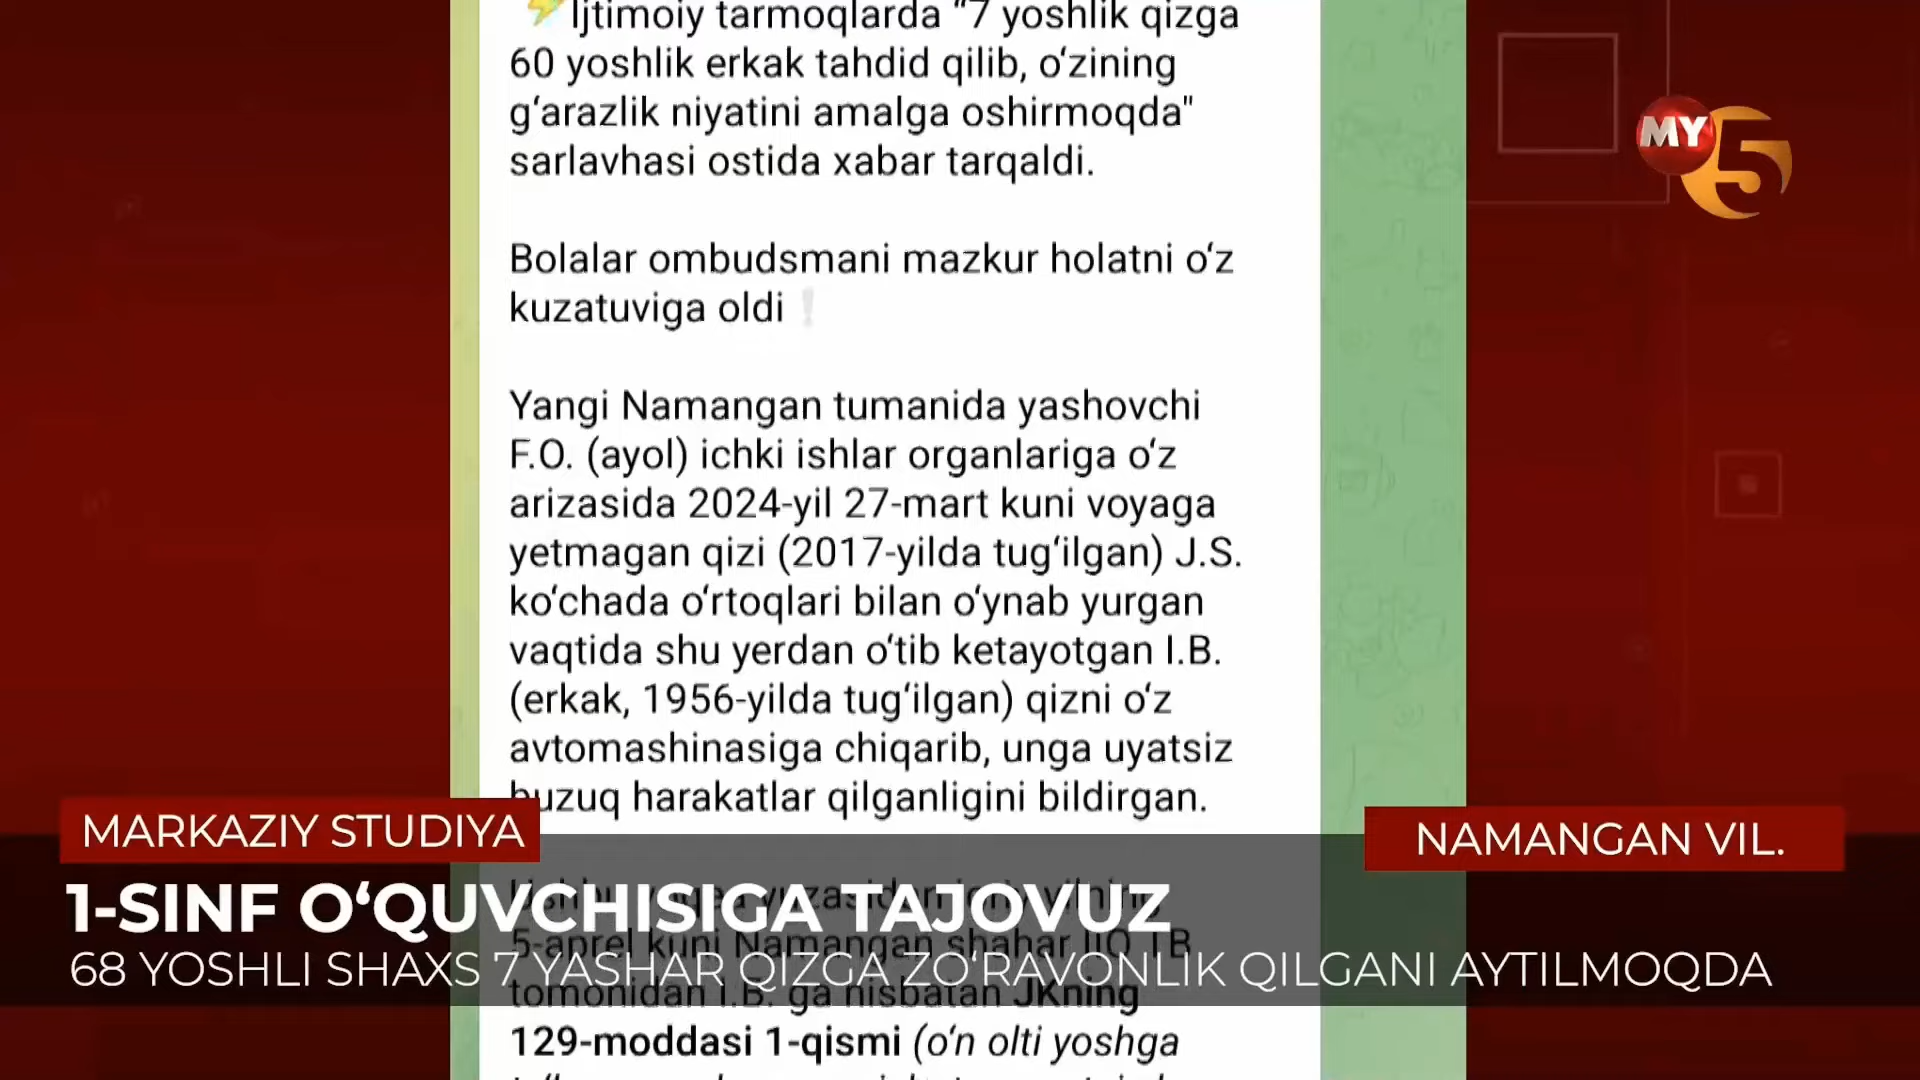 Ijtimoiy tarmoqlarda “7 yoshlik qizga
60 yoshlik erkak tahdid qilib, o‘zining
g‘arazlik niyatini amalga oshirmoqda"
sarlavhasi ostida xabar tarqaldi.
Bolalar ombudsmani mazkur holatni o‘z
kuzatuviga oldi❕
Yangi Namangan tumanida yashovchi
F.O. (ayol) ichki ishlar organlariga o‘z
arizasida 2024-yil 27-mart kuni voyaga
yetmagan qizi (2017-yilda tug‘ilgan) J.S.
ko‘chada o‘rtoqlari bilan o‘ynab yurgan
vaqtida shu yerdan o‘tib ketayotgan I.B.
(erkak, 1956-yilda tug‘ilgan) qizni o‘z
avtomashinasiga chiqarib, unga uyatsiz
buzuq harakatlar qilganligini bildirgan.
5-aprel kuni Namangan shahar IIO TB
tomonidan I.B. ga nisbatan JKning
129-moddasi 1-qismi (o‘n olti yoshga
MY5
MARKAZIY STUDIYA
NAMANGAN VIL.
1-SINF O‘QUVCHISIGA TAJOVUZ
68 YOSHLI SHAXS 7 YASHAR QIZGA ZO‘RAVONLIK QILGANI AYTILMOQDA